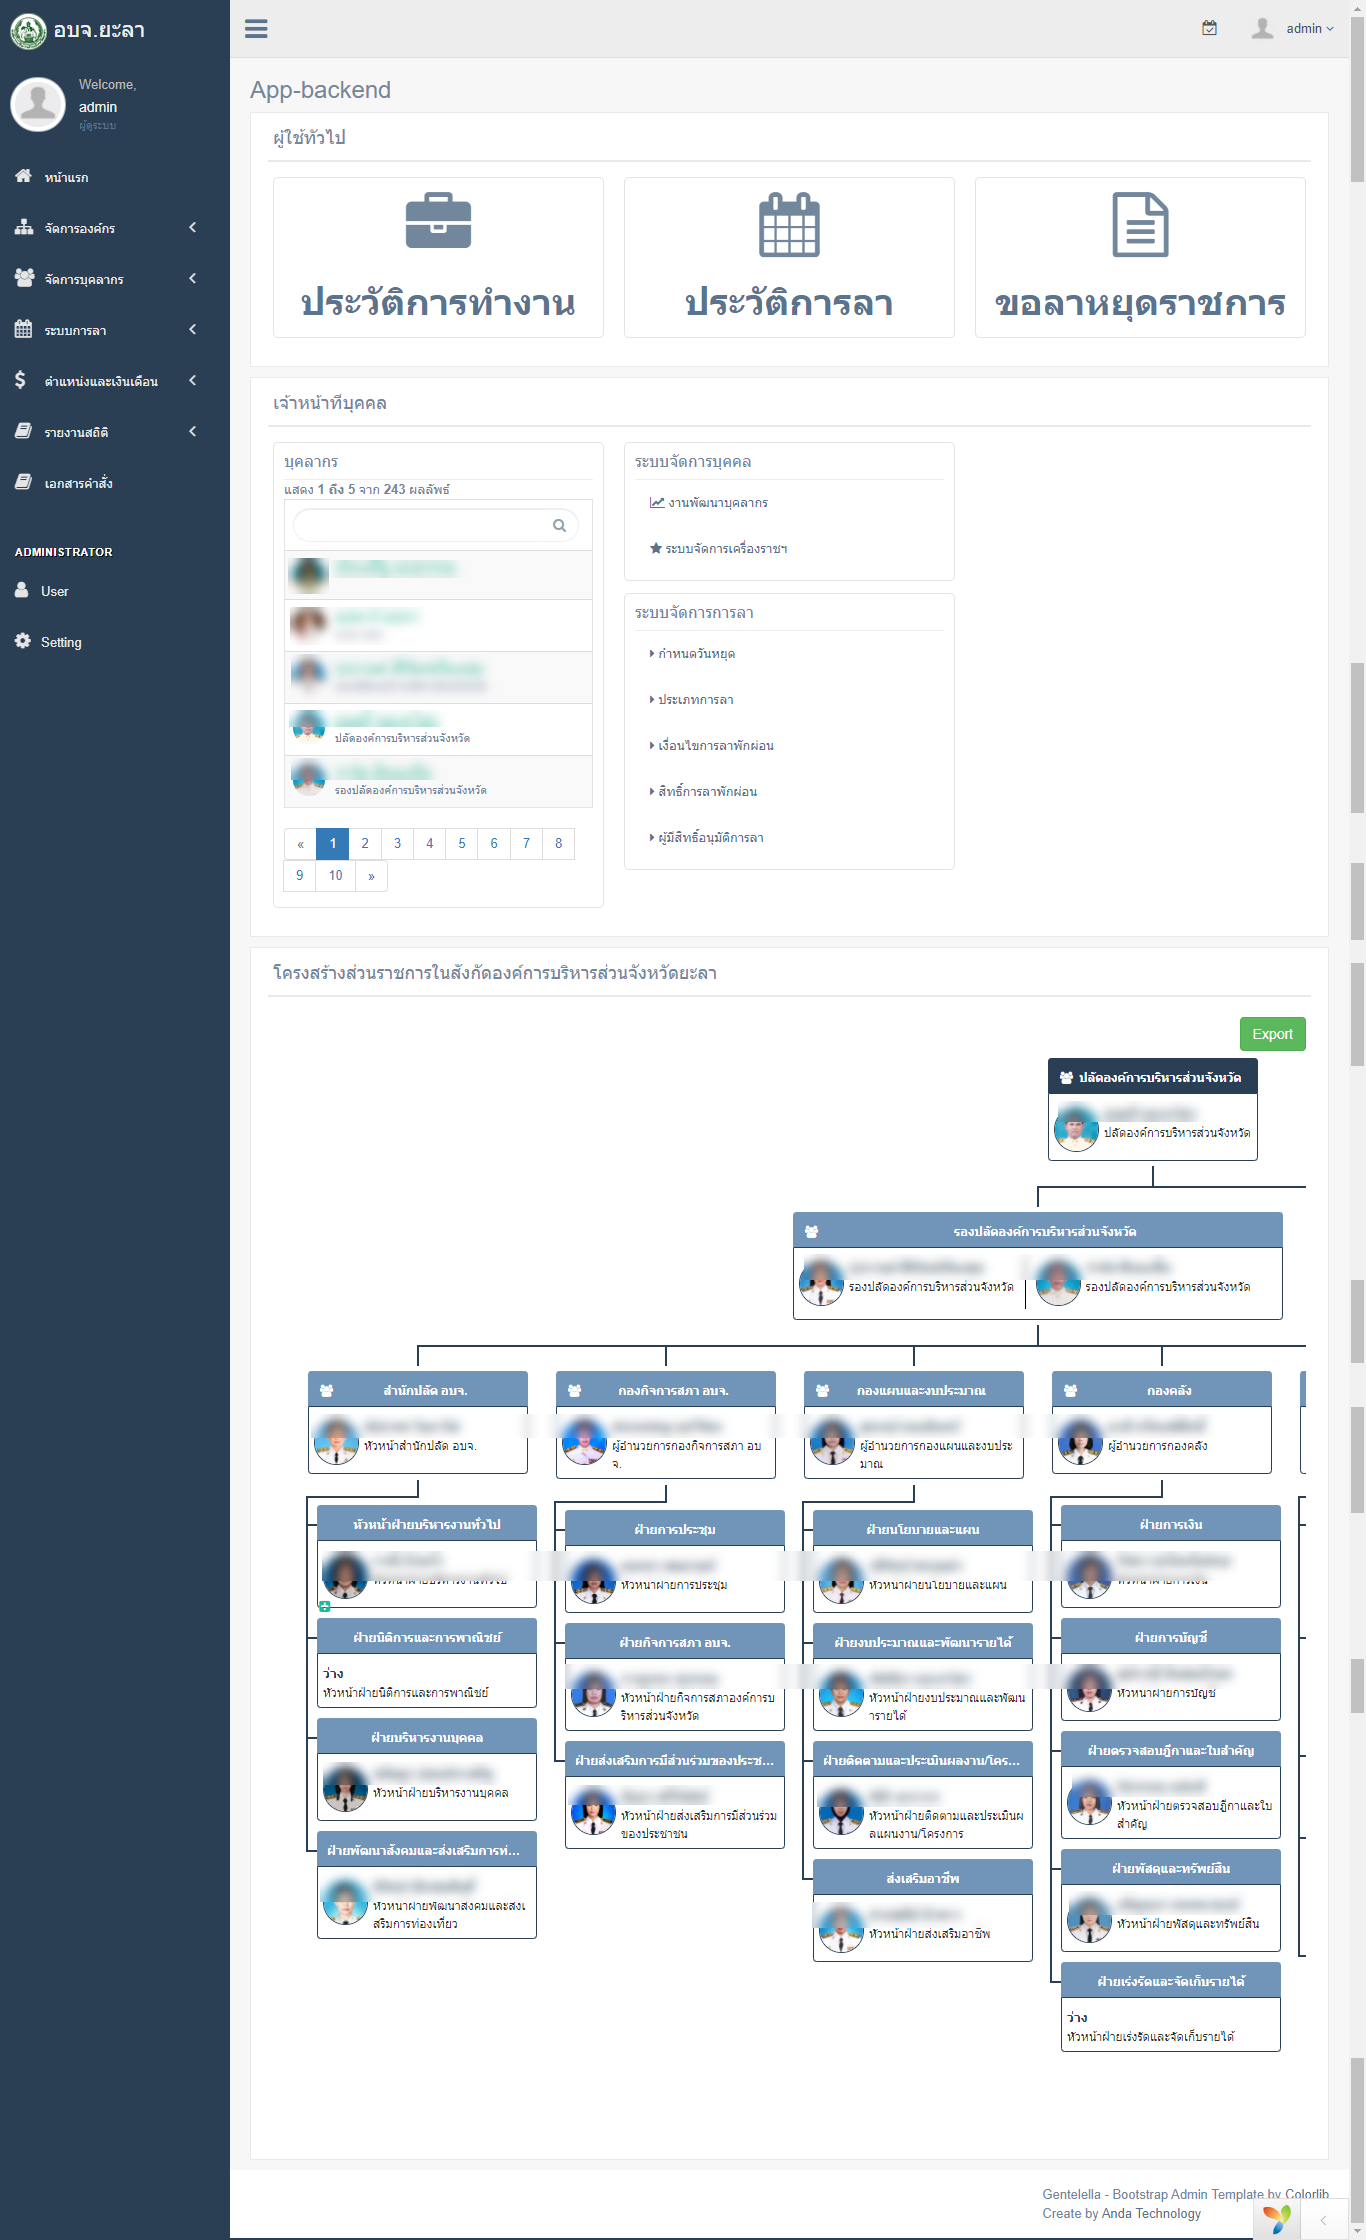 อบจ.ยะลา
admin
Welcome,
admin
ผู้ดูระบบ
หน้าแรก
จัดการองค์กร
จัดการบุคลากร
ระบบการลา
ตำแหน่งและเงินเดือน
รายงานสถิติ
เอกสารคำสั่ง
ADMINISTRATOR
User
Setting
App-backend
ผู้ใช้ทั่วไป
ประวัติการทำงาน
ประวัติการลา
ขอลาหยุดราชการ
เจ้าหน้าที่บุคคล
บุคลากร
แสดง 1 ถึง 5 จาก 243 ผลลัพธ์
ปลัดองค์การบริหารส่วนจังหวัด
รองปลัดองค์การบริหารส่วนจังหวัด
« 1 2 3 4 5 6 7 8
9 10 »
ระบบจัดการบุคคล
งานพัฒนาบุคลากร
ระบบจัดการเครื่องราชฯ
ระบบจัดการการลา
กำหนดวันหยุด
ประเภทการลา
เงื่อนไขการลาพักผ่อน
สิทธิ์การลาพักผ่อน
ผู้มีสิทธิ์อนุมัติการลา
โครงสร้างส่วนราชการในสังกัดองค์การบริหารส่วนจังหวัดยะลา
Export
ปลัดองค์การบริหารส่วนจังหวัด
ปลัดองค์การบริหารส่วนจังหวัด
รองปลัดองค์การบริหารส่วนจังหวัด
รองปลัดองค์การบริหารส่วนจังหวัด
รองปลัดองค์การบริหารส่วนจังหวัด
สำนักปลัด อบจ.
หัวหน้าสำนักปลัด อบจ.
หัวหน้าฝ่ายบริหารงานทั่วไป
หัวหน้าฝ่ายบริหารงานทั่วไป
ฝ่ายนิติการและการพาณิชย์
ว่าง
หัวหน้าฝ่ายนิติการและการพาณิชย์
ฝ่ายบริหารงานบุคคล
หัวหน้าฝ่ายบริหารงานบุคคล
ฝ่ายพัฒนาสังคมและส่งเสริมการท่...
หัวหน้าฝ่ายพัฒนาสังคมและส่งเ
สริมการท่องเที่ยว
กองกิจการสภา อบจ.
ผู้อำนวยการกองกิจการสภา อบ
จ.
ฝ่ายการประชุม
หัวหน้าฝ่ายการประชุม
ฝ่ายกิจการสภา อบจ.
หัวหน้าฝ่ายกิจการสภาองค์การบ
ริหารส่วนจังหวัด
ฝ่ายส่งเสริมการมีส่วนร่วมของประช...
หัวหน้าฝ่ายส่งเสริมการมีส่วนร่วม
ของประชาชน
กองแผนและงบประมาณ
ผู้อำนวยการกองแผนและงบประ
มาณ
ฝ่ายนโยบายและแผน
หัวหน้าฝ่ายนโยบายและแผน
ฝ่ายงบประมาณและพัฒนารายได้
หัวหน้าฝ่ายงบประมาณและพัฒน
ารายได้
ฝ่ายติดตามและประเมินผลงาน/โคร...
หัวหน้าฝ่ายติดตามและประเมินผ
ลแผนงาน/โครงการ
ส่งเสริมอาชีพ
หัวหน้าฝ่ายส่งเสริมอาชีพ
กองคลัง
ผู้อำนวยการกองคลัง
ฝ่ายการเงิน
หัวหน้าฝ่ายการเงิน
ฝ่ายการบัญชี
หัวหน้าฝ่ายการบัญชี
ฝ่ายตรวจสอบฎีกาและใบสำคัญ
หัวหน้าฝ่ายตรวจสอบฎีกาและใบ
สำคัญ
ฝ่ายพัสดุและทรัพย์สิน
หัวหน้าฝ่ายพัสดุและทรัพย์สิน
ฝ่ายเร่งรัดและจัดเก็บรายได้
ว่าง
หัวหน้าฝ่ายเร่งรัดและจัดเก็บรายได้
Gentelella - Bootstrap Admin Template by Colorlib
Create by Anda Technology